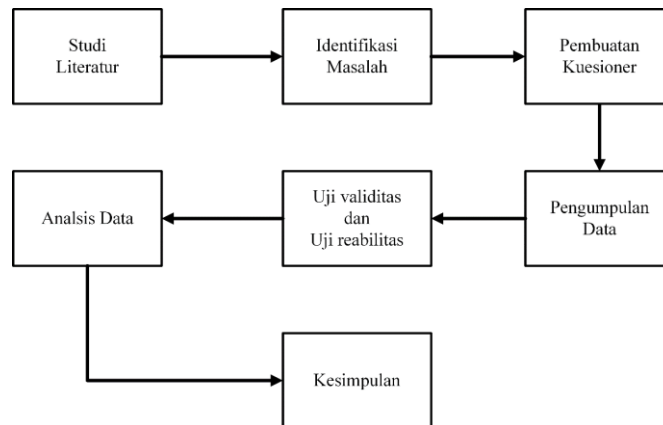 Studi
Literatur
Identifikasi
Masalah
Pembuatan
Kuesioner
Pengumpulan
Data
Uji validitas
dan
Uji reabilitas
Analsis Data
Kesimpulan